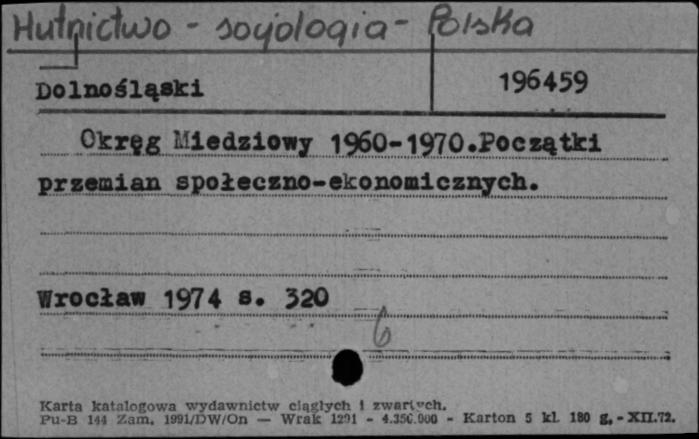 Hutnictwo - socjologia - Polska
Dolnośląski 196459
Okręg Miedziowy 1960-1970.Początki
przemian społeczno-ekonomicznych.
Wrocław 1974 s. 320
6
Karta katalogowa wydawnictw ciągłych i zwartych.
Pu-B 144 Zam. 1991/DW/On — Wrak 1291 - 4.350.000 - Karton 5 kl. 180 g. - XII.72.